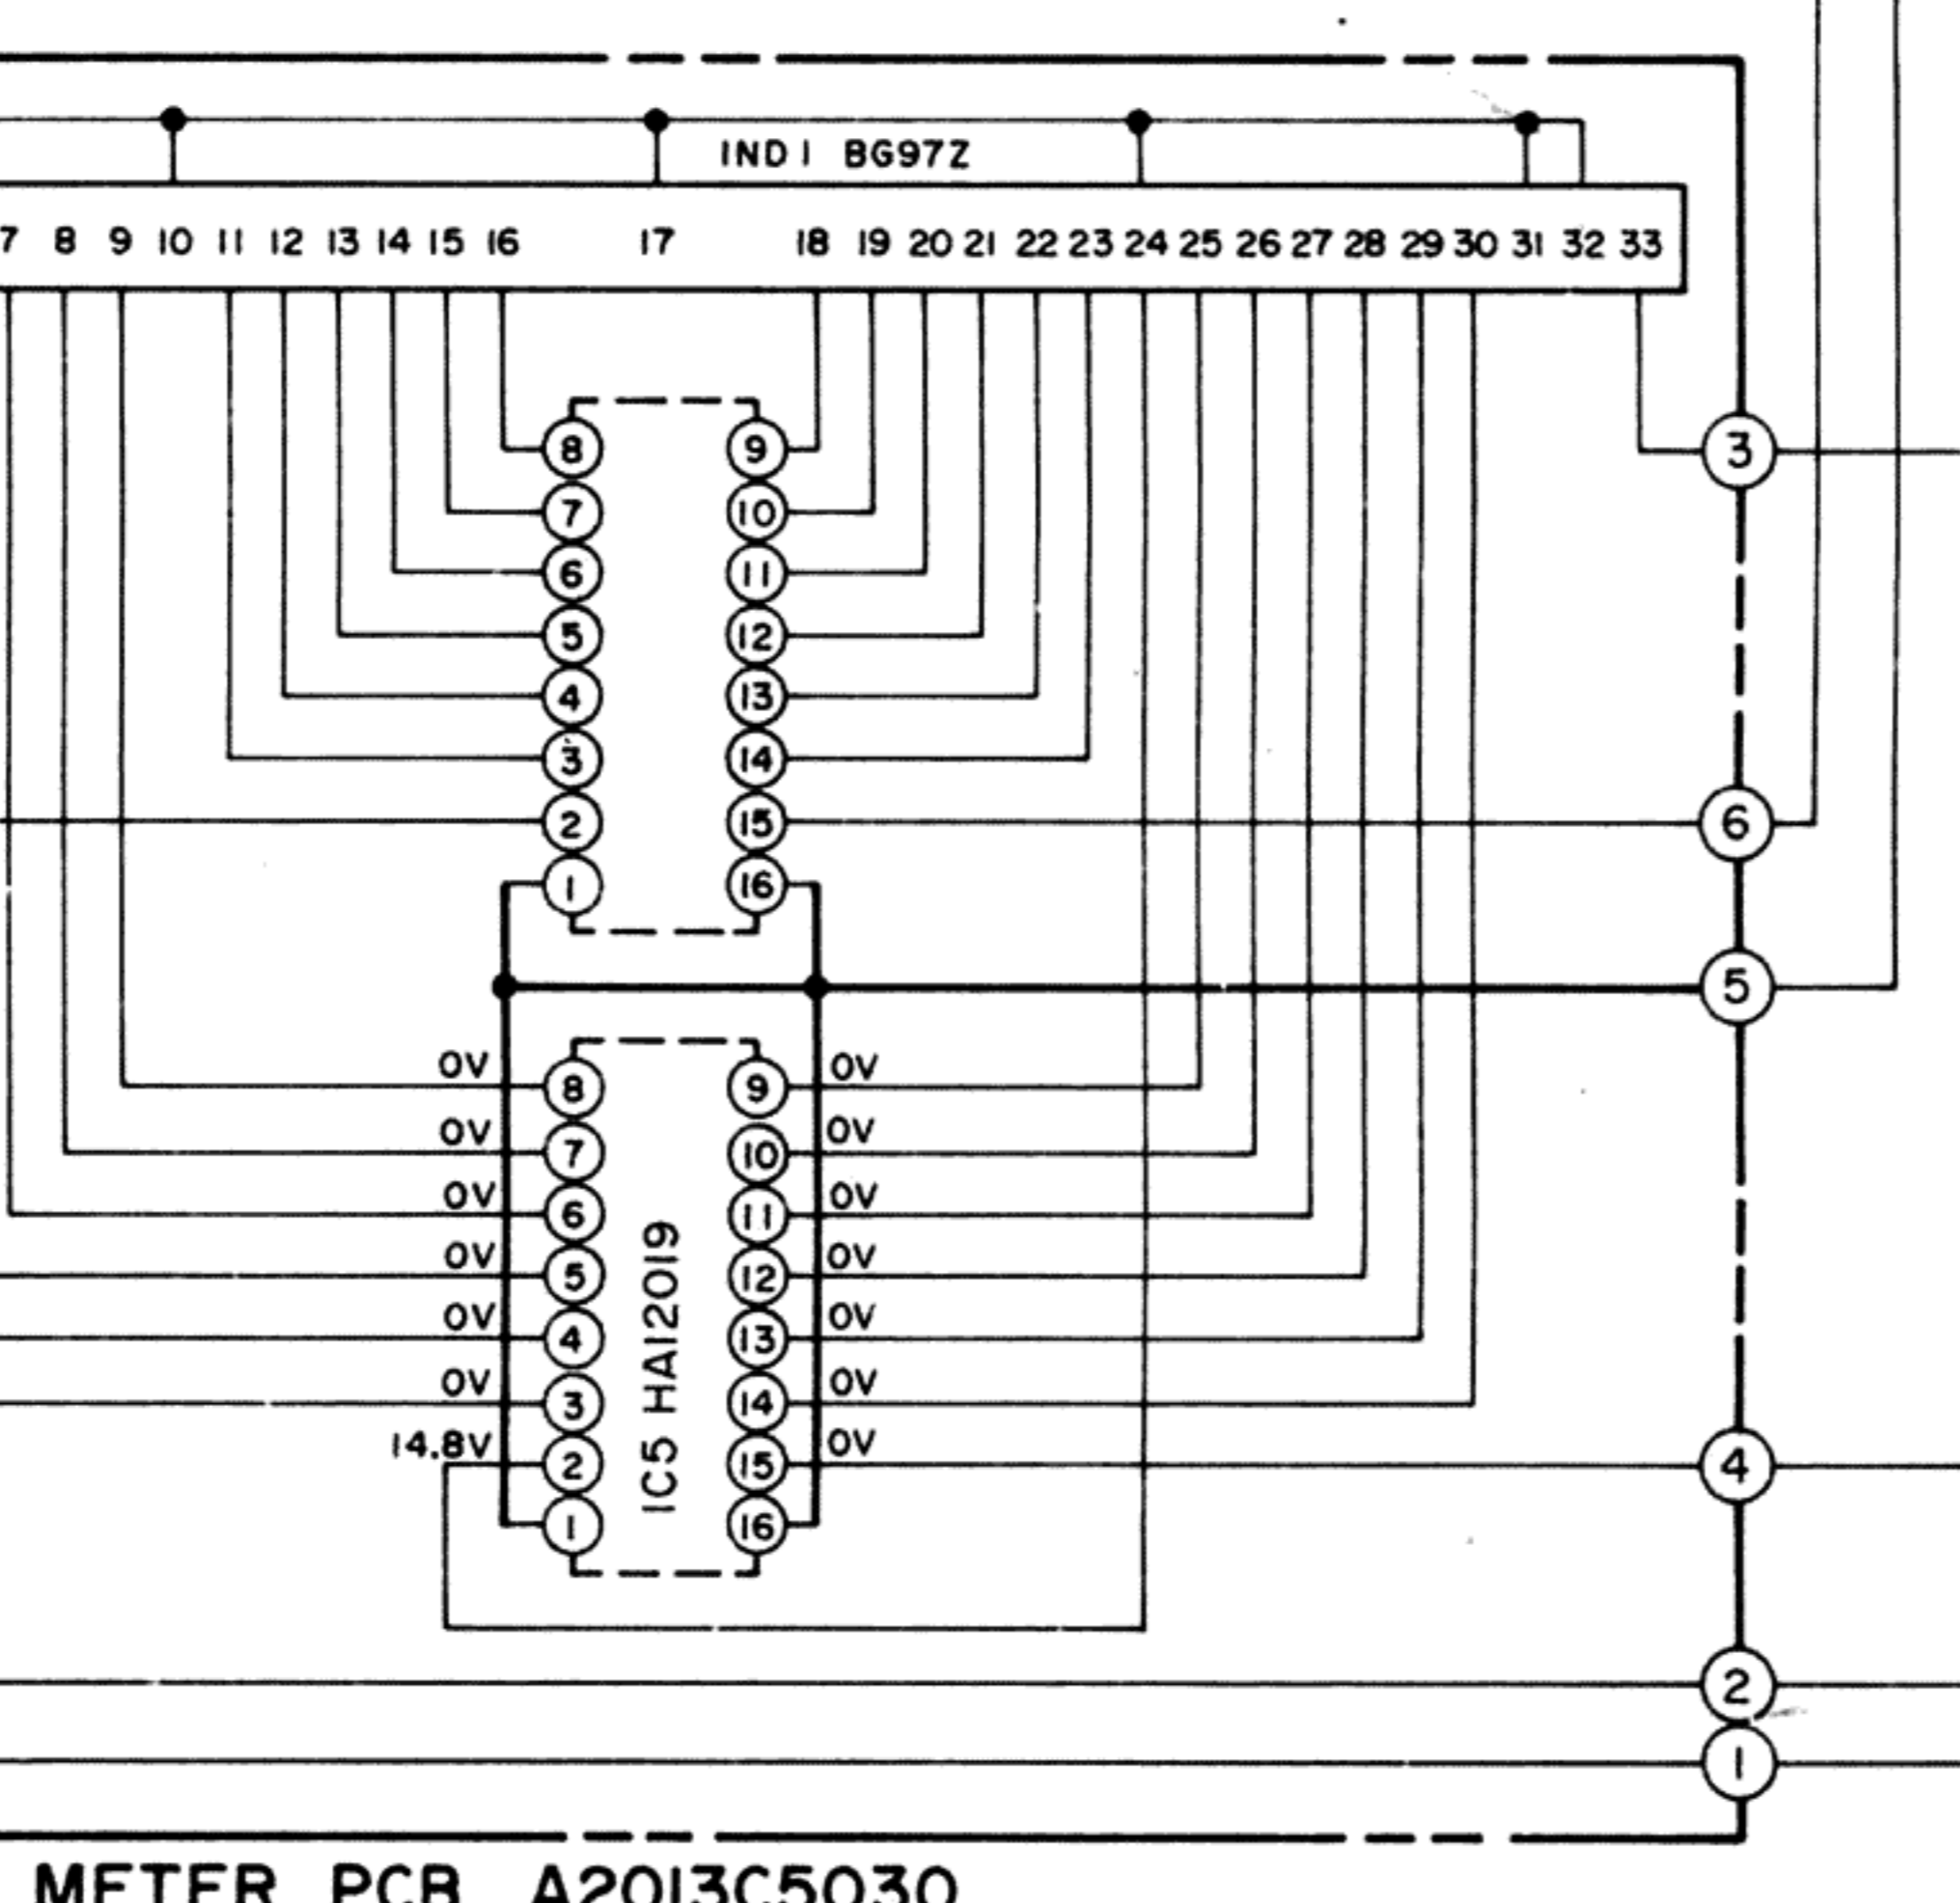 INDI BG97Z
7 8 9 10 11 12 13 14 15 16 17 18 19 20 21 22 23 24 25 26 27 28 29 30 31 32 33
8 9 3
7 10
6 11
5 12
4 13
3 14
2 15 6
1 16
5
0V 8 9 0V
0V 7 10 0V
0V 6 11 0V
0V 5 12 0V
0V 4 13 0V
0V 3 14 0V
14.8V 2 15 0V 4
1 16
IC5 HA12019
2
1
METER PCB A2013C5030